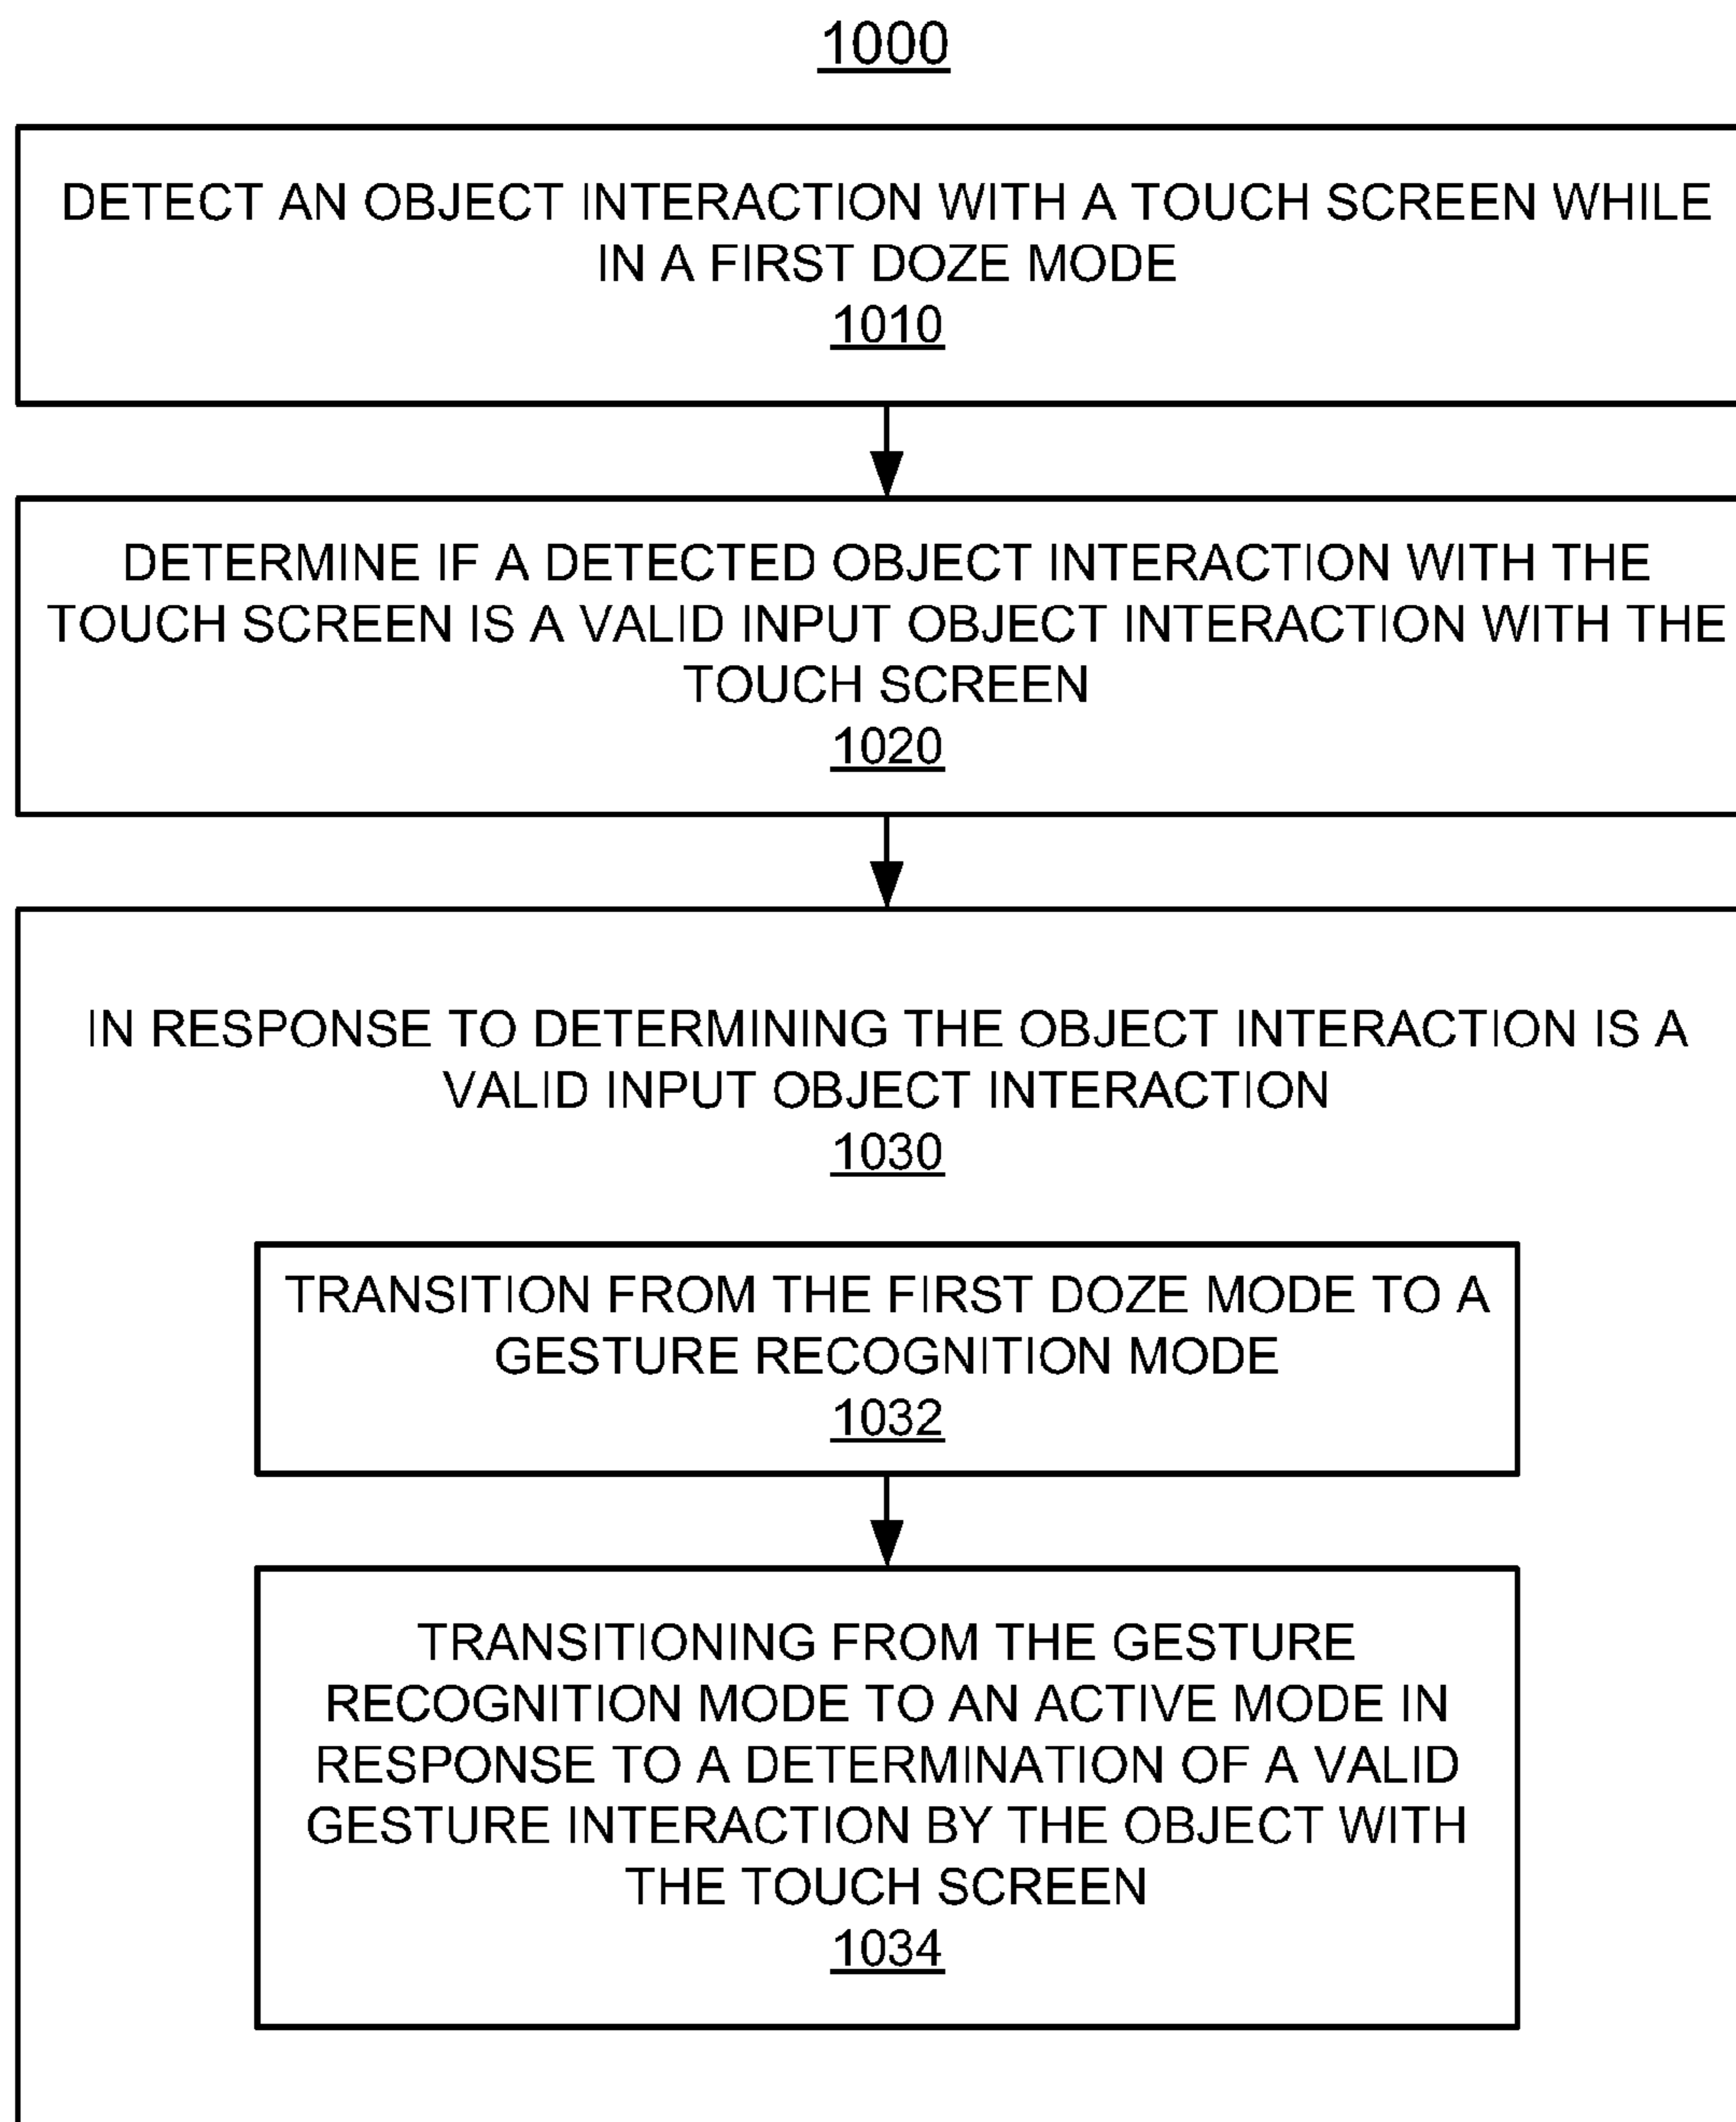 1000
DETECT AN OBJECT INTERACTION WITH A TOUCH SCREEN WHILE
IN A FIRST DOZE MODE
1010
DETERMINE IF A DETECTED OBJECT INTERACTION WITH THE
TOUCH SCREEN IS A VALID INPUT OBJECT INTERACTION WITH THE
TOUCH SCREEN
1020
IN RESPONSE TO DETERMINING THE OBJECT INTERACTION IS A
VALID INPUT OBJECT INTERACTION
1030
TRANSITION FROM THE FIRST DOZE MODE TO A
GESTURE RECOGNITION MODE
1032
TRANSITIONING FROM THE GESTURE
RECOGNITION MODE TO AN ACTIVE MODE IN
RESPONSE TO A DETERMINATION OF A VALID
GESTURE INTERACTION BY THE OBJECT WITH
THE TOUCH SCREEN
1034